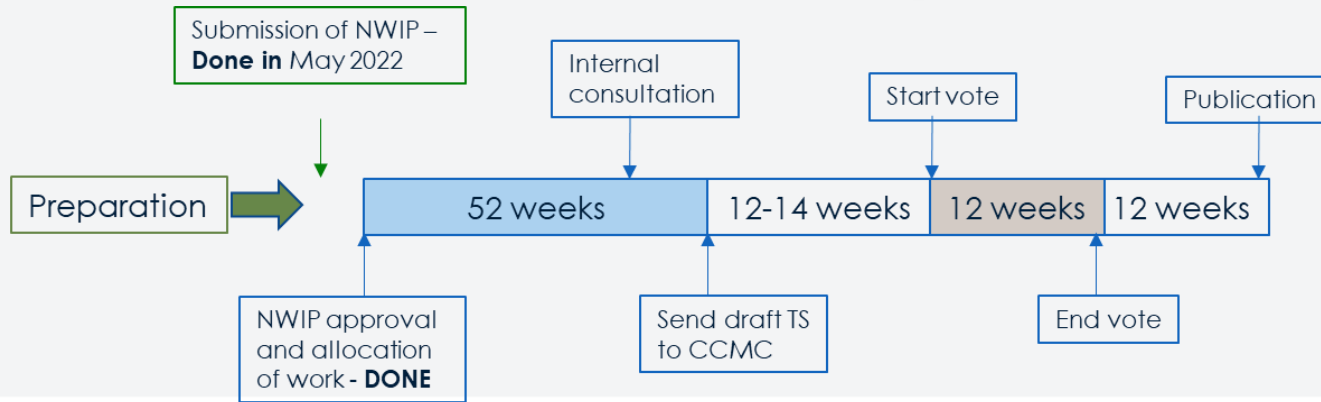 Submission of NWIP –
Done in May 2022
Internal
consultation
Start vote
Publication
Preparation
52 weeks
12-14 weeks
12 weeks
12 weeks
NWIP approval
and allocation
of work - DONE
Send draft TS
to CCMC
End vote